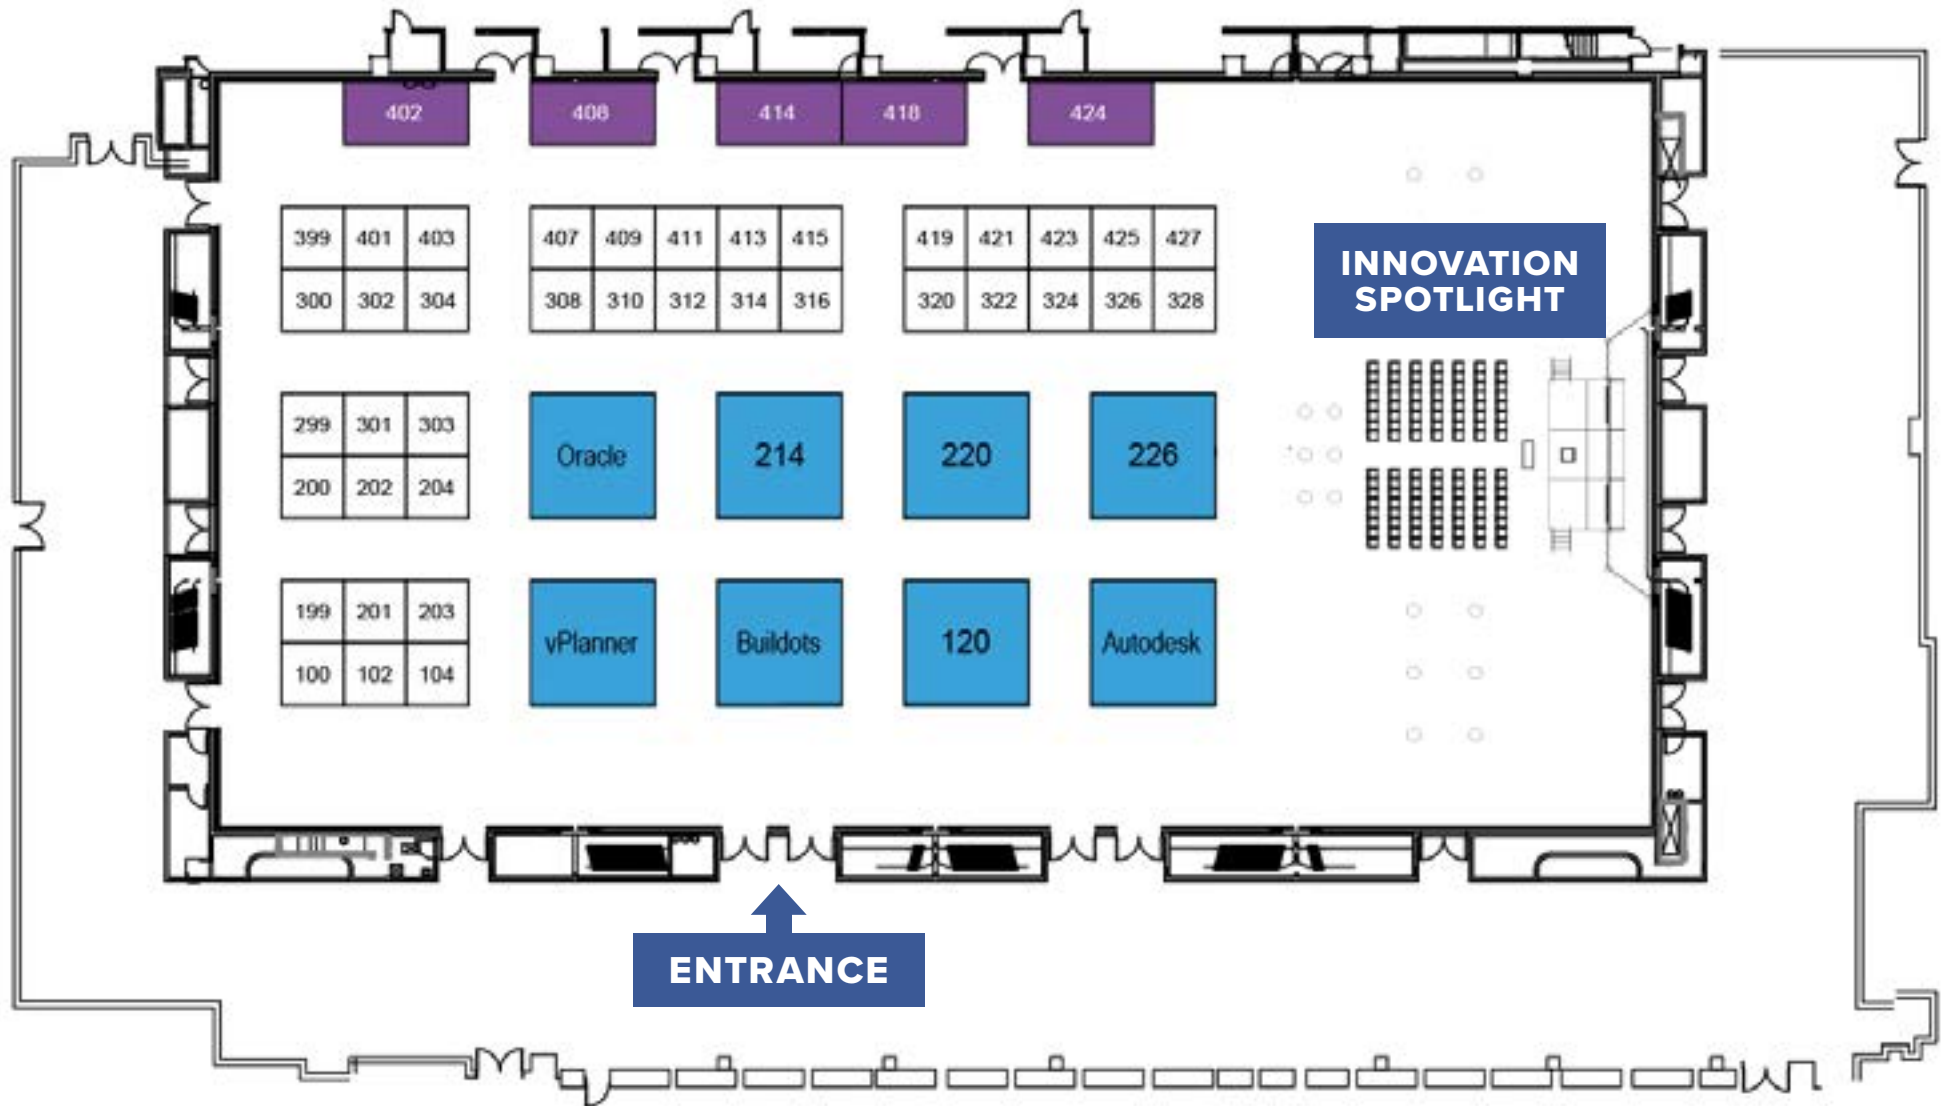 402 408 414 418 424
399 401 403 407 409 411 413 415 419 421 423 425 427
300 302 304 308 310 312 314 316 320 322 324 326 328
INNOVATION
SPOTLIGHT
299 301 303
Oracle 214 220 226
200 202 204
199 201 203
vPlanner Buildots 120 Autodesk
100 102 104
ENTRANCE